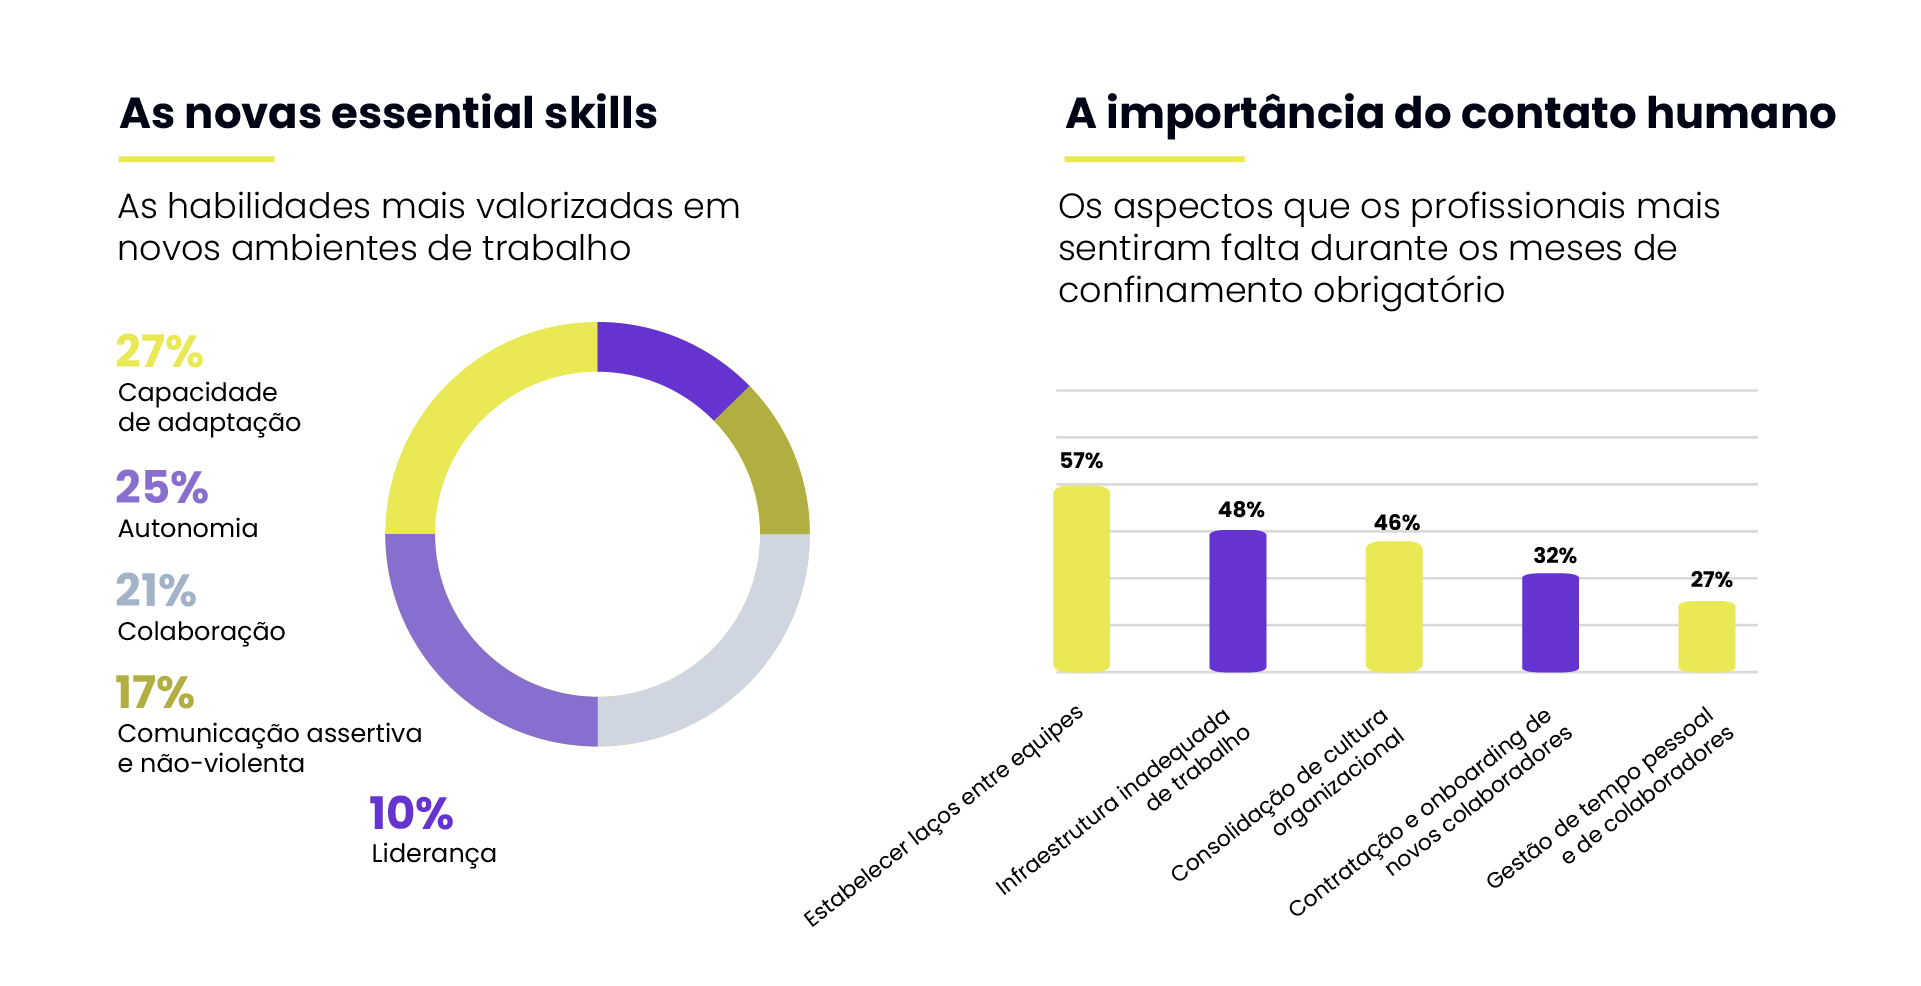 As novas essential skills
As habilidades mais valorizadas em
novos ambientes de trabalho
27%
Capacidade
de adaptação
25%
Autonomia
21%
Colaboração
17%
Comunicação assertiva
e não-violenta
10%
Liderança
A importância do contato humano
Os aspectos que os profissionais mais
sentiram falta durante os meses de
confinamento obrigatório
57%
48%
46%
32%
27%
Estabelecer laços entre equipes
Infraestrutura inadequada
de trabalho
Consolidação de cultura
organizacional
Contratação e onboarding de
novos colaboradores
Gestão de tempo pessoal
e de colaboradores